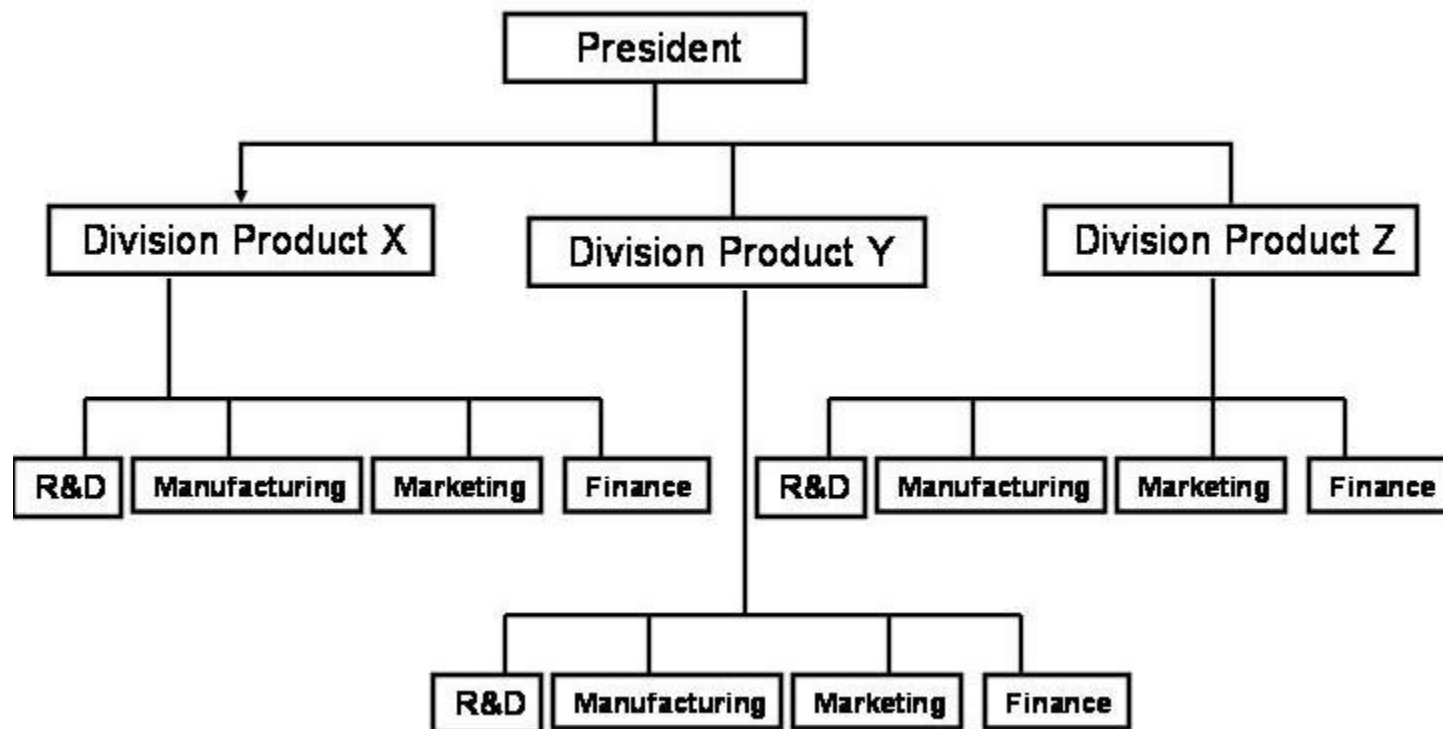 President
Division Product X
Division Product Y
Division Product Z
R&D
Manufacturing
Marketing
Finance
R&D
Manufacturing
Marketing
Finance
R&D
Manufacturing
Marketing
Finance